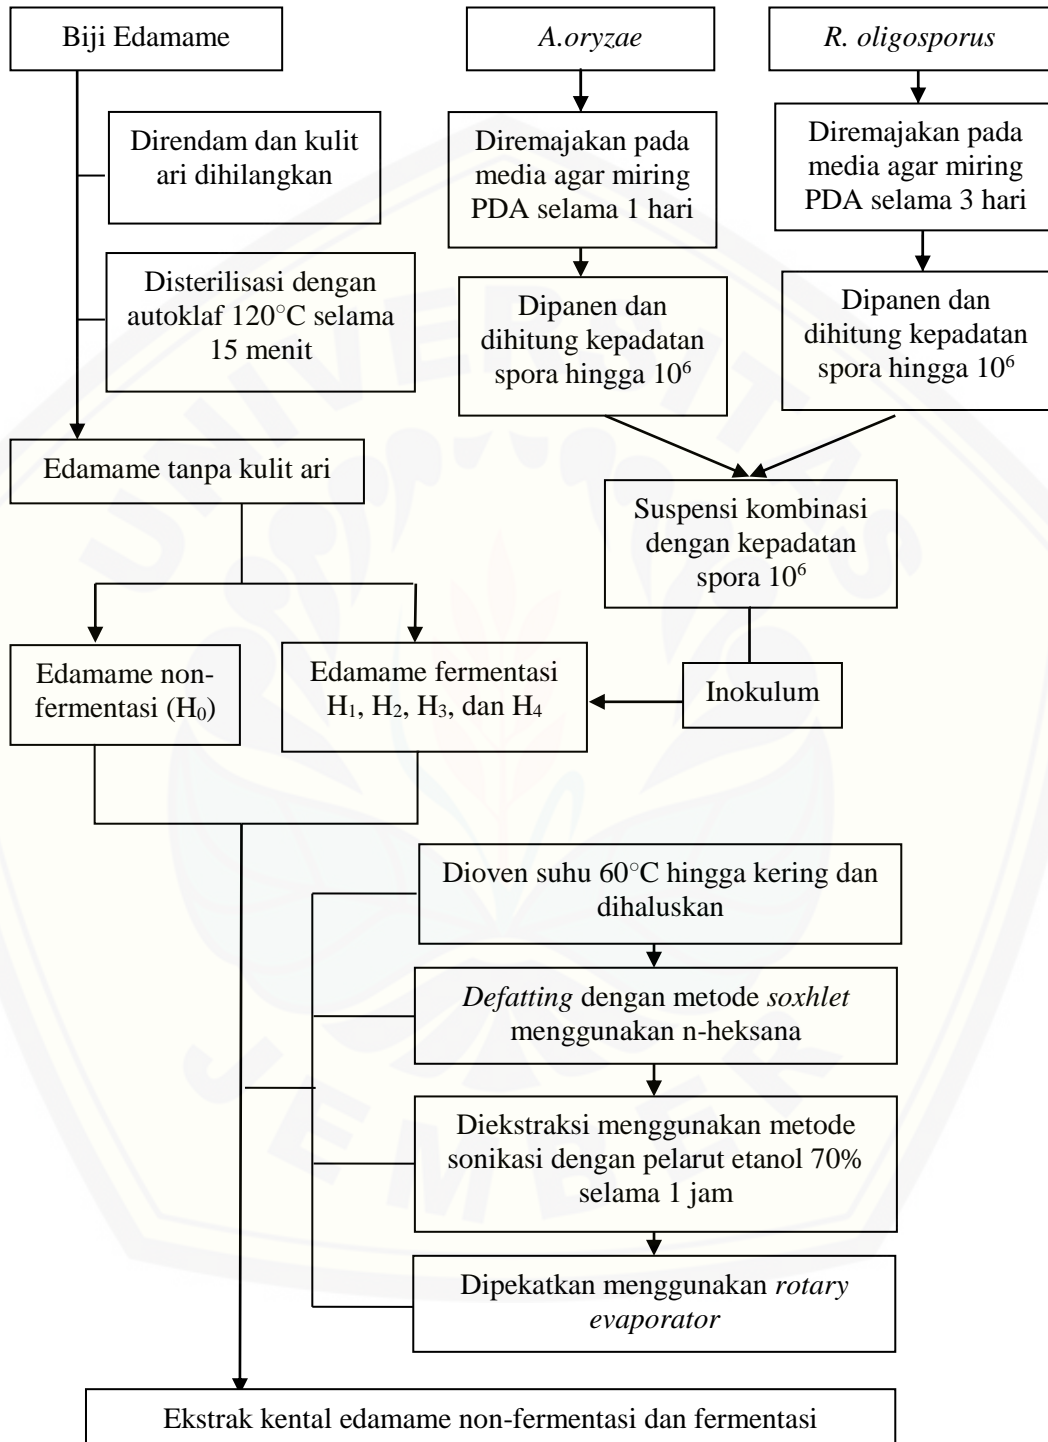 Biji Edamame
A.oryzae
R. oligosporus
Direndam dan kulit
ari dihilangkan
Diremajakan pada
media agar miring
PDA selama 1 hari
Diremajakan pada
media agar miring
PDA selama 3 hari
Disterilisasi dengan
autoklaf 120°C selama
15 menit
Dipanen dan
dihitung kepadatan
spora hingga 10⁶
Dipanen dan
dihitung kepadatan
spora hingga 10⁶
Edamame tanpa kulit ari
Suspensi kombinasi
dengan kepadatan
spora 10⁶
Edamame non-
fermentasi (H₀)
Edamame fermentasi
H₁, H₂, H₃, dan H₄
Inokulum
Dioven suhu 60°C hingga kering dan
dihaluskan
Defatting dengan metode soxhlet
menggunakan n-heksana
Diekstraksi menggunakan metode
sonikasi dengan pelarut etanol 70%
selama 1 jam
Dipekatkan menggunakan rotary
evaporator
Ekstrak kental edamame non-fermentasi dan fermentasi
UNIVERSITAS
JEMBER